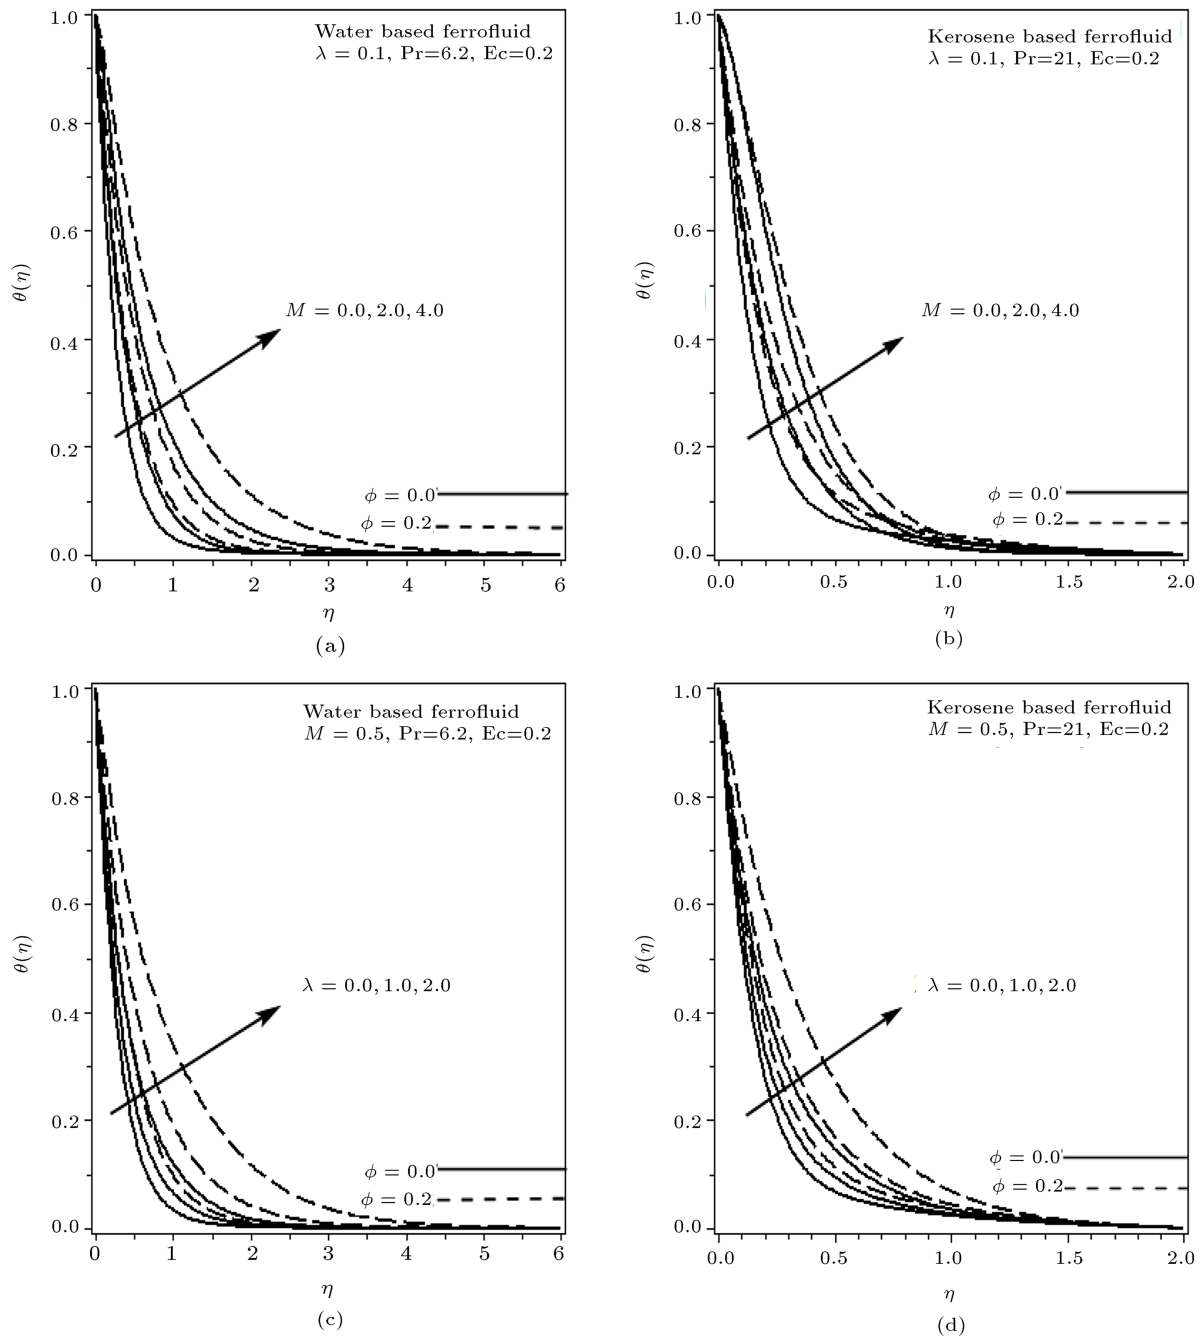 Water based ferrofluid
λ = 0.1, Pr=6.2, Ec=0.2
1.0
0.8
0.6
0.4
0.2
0.0
θ(η)
M = 0.0, 2.0, 4.0
ϕ = 0.0
ϕ = 0.2
0 1 2 3 4 5 6
η
(a)
Kerosene based ferrofluid
λ = 0.1, Pr=21, Ec=0.2
1.0
0.8
0.6
0.4
0.2
0.0
θ(η)
M = 0.0, 2.0, 4.0
ϕ = 0.0
ϕ = 0.2
0.0 0.5 1.0 1.5 2.0
η
(b)
Water based ferrofluid
M = 0.5, Pr=6.2, Ec=0.2
1.0
0.8
0.6
0.4
0.2
0.0
θ(η)
λ = 0.0, 1.0, 2.0
ϕ = 0.0
ϕ = 0.2
0 1 2 3 4 5 6
η
(c)
Kerosene based ferrofluid
M = 0.5, Pr=21, Ec=0.2
1.0
0.8
0.6
0.4
0.2
0.0
θ(η)
λ = 0.0, 1.0, 2.0
ϕ = 0.0
ϕ = 0.2
0.0 0.5 1.0 1.5 2.0
η
(d)